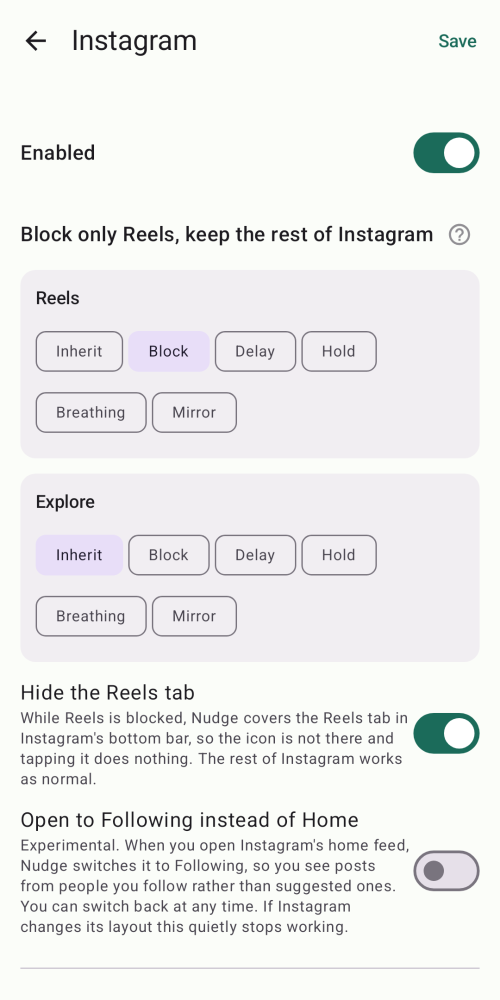 Instagram
Save
Enabled
Block only Reels, keep the rest of Instagram
Reels
Inherit
Block
Delay
Hold
Breathing
Mirror
Explore
Inherit
Block
Delay
Hold
Breathing
Mirror
Hide the Reels tab
While Reels is blocked, Nudge covers the Reels tab in
Instagram's bottom bar, so the icon is not there and
tapping it does nothing. The rest of Instagram works
as normal.
Open to Following instead of Home
Experimental. When you open Instagram's home feed,
Nudge switches it to Following, so you see posts
from people you follow rather than suggested ones.
You can switch back at any time. If Instagram
changes its layout this quietly stops working.